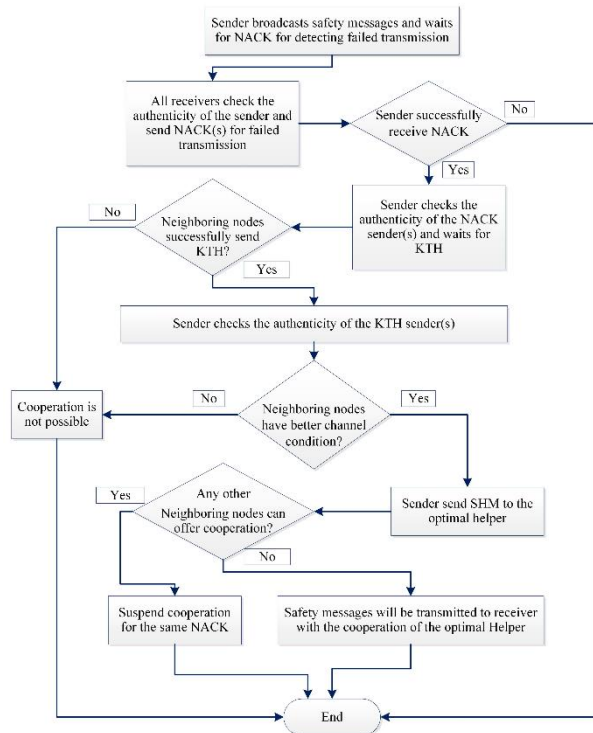 Sender broadcasts safety messages and waits
for NACK for detecting failed transmission
All receivers check the
authenticity of the sender and
send NACK(s) for failed
transmission
Sender successfully
receive NACK
No
Yes
Sender checks the
authenticity of the NACK
sender(s) and waits for
KTH
No
Neighboring nodes
successfully send
KTH?
Yes
Sender checks the authenticity of the KTH sender(s)
Cooperation is
not possible
No
Neighboring nodes
have better channel
condition?
Yes
Sender send SHM to the
optimal helper
Yes
Any other
Neighboring nodes can
offer cooperation?
No
Suspend cooperation
for the same NACK
Safety messages will be transmitted to receiver
with the cooperation of the optimal Helper
End